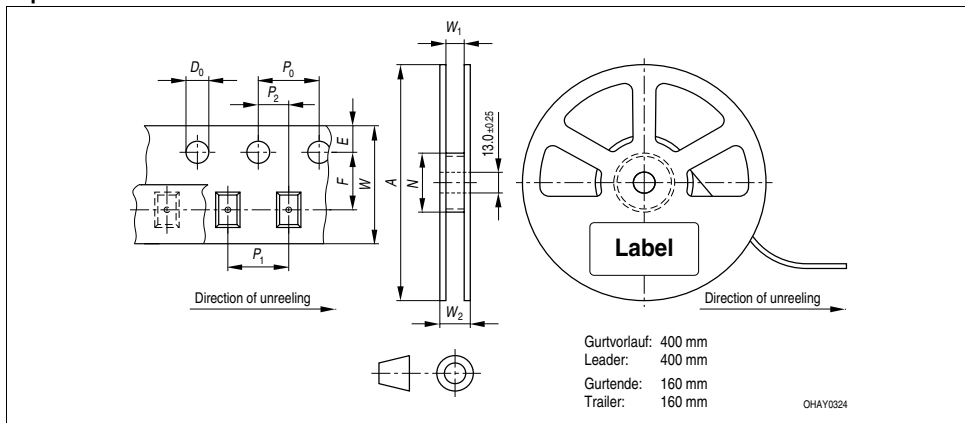 W1
D0
P0
P2
E
F
W
A
N
13.0 ±0.25
Label
P1
Direction of unreeling
W2
Direction of unreeling
Gurtvorlauf: 400 mm
Leader: 400 mm
Gurtende: 160 mm
Trailer: 160 mm
OHAY0324